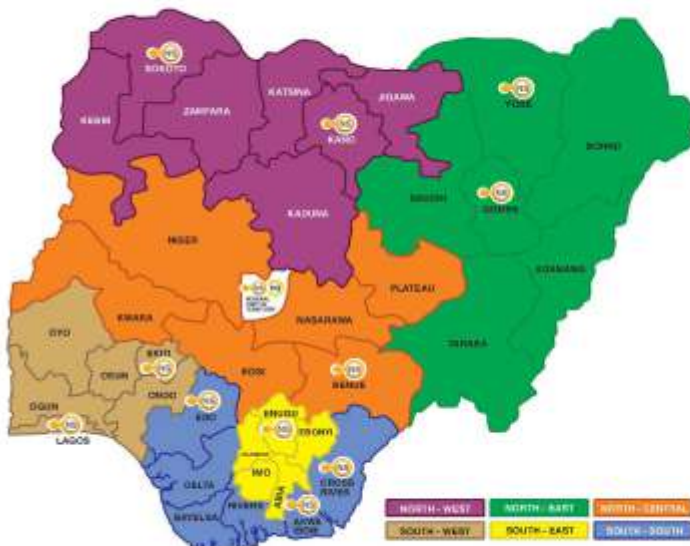 SOKOTO
KATSINA
JIGAWA
KEBBI
ZAMFARA
KANO
YOBE
BORNO
KADUNA
BAUCHI
GOMBE
NIGER
ADAMAWA
PLATEAU
KWARA
NASARAWA
TARABA
OYO
EKITI
OSUN
KOGI
BENUE
ONDO
OGUN
EDO
LAGOS
ENUGU
EBONYI
IMO
DELTA
ABIA
CROSS
RIVERS
BAYELSA
RIVERS
AKWA
IBOM
NORTH - WEST
NORTH - EAST
NORTH - CENTRAL
SOUTH - WEST
SOUTH - EAST
SOUTH - SOUTH